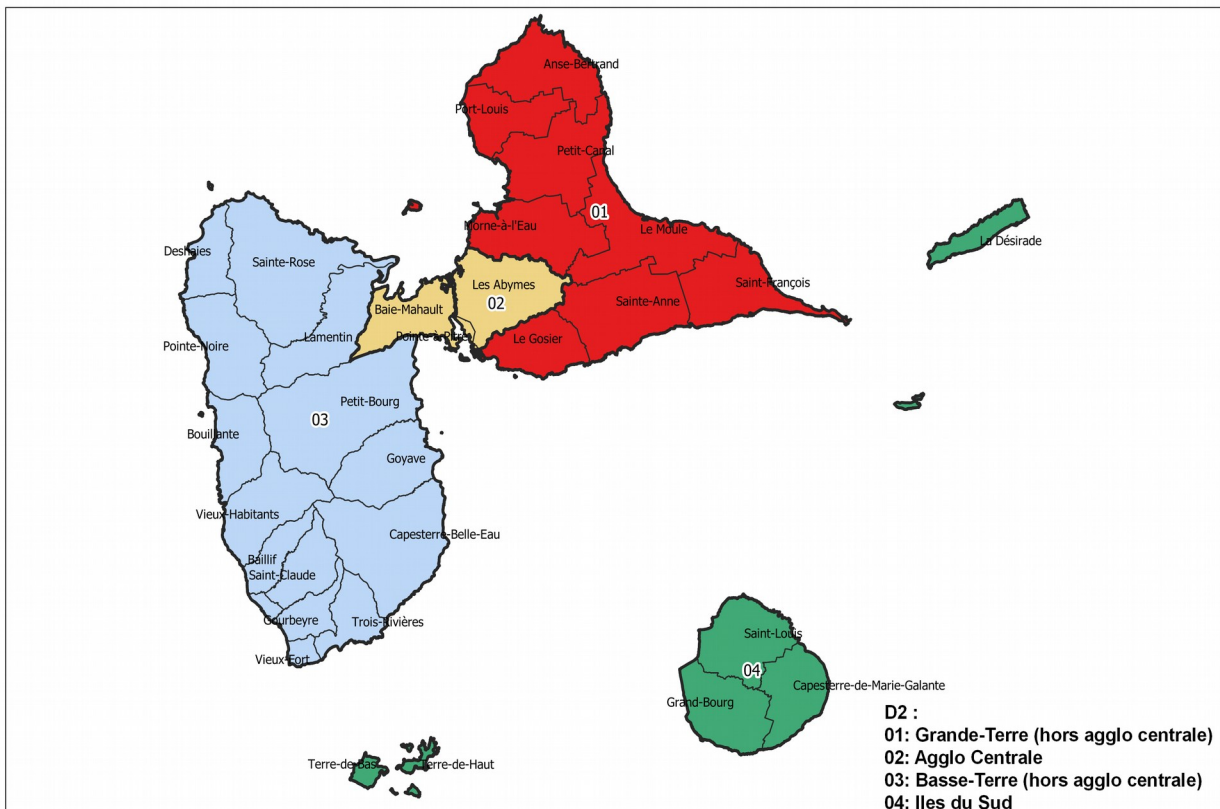 Anse-Bertrand
Port-Louis
Petit-Canal
01
Morne-à-l'Eau
Le Moule
La Désirade
Deshaies
Sainte-Rose
Les Abymes
02
Saint-François
Sainte-Anne
Baie-Mahault
Pointe-à-Pitre
Le Gosier
Lamentin
Pointe-Noire
Petit-Bourg
03
Bouillante
Goyave
Vieux-Habitants
Capesterre-Belle-Eau
Baillif
Saint-Claude
Gourbeyre
Trois-Rivières
Vieux-Fort
Saint-Louis
04
Capesterre-de-Marie-Galante
Grand-Bourg
Terre-de-Bas
Terre-de-Haut
D2 :
01: Grande-Terre (hors agglo centrale)
02: Agglo Centrale
03: Basse-Terre (hors agglo centrale)
04: Iles du Sud